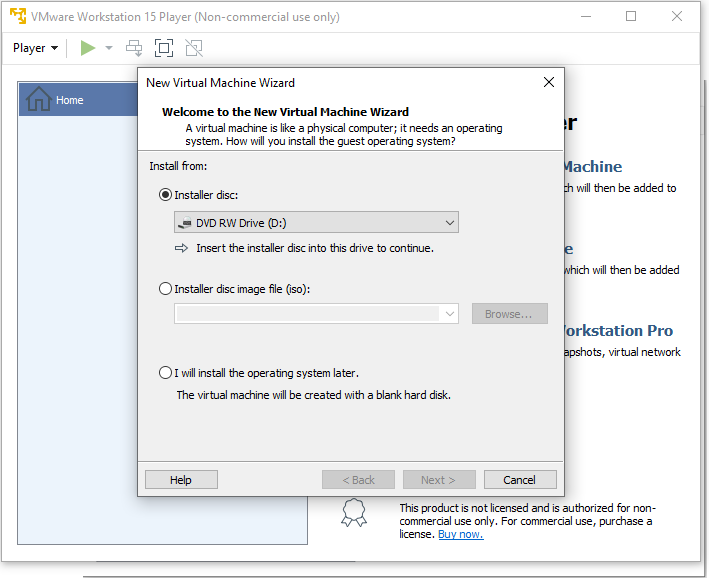 VMware Workstation 15 Player (Non-commercial use only)
Player
Home
New Virtual Machine Wizard
Welcome to the New Virtual Machine Wizard
A virtual machine is like a physical computer; it needs an operating
system. How will you install the guest operating system?
Install from:
Installer disc:
DVD RW Drive (D:)
Insert the installer disc into this drive to continue.
Installer disc image file (iso):
Browse...
I will install the operating system later.
The virtual machine will be created with a blank hard disk.
Help
< Back
Next >
Cancel
er
Machine
ch will then be added to
e
which will then be added
orkstation Pro
apshots, virtual network
This product is not licensed and is authorized for non-
commercial use only. For commercial use, purchase a
license. Buy now.